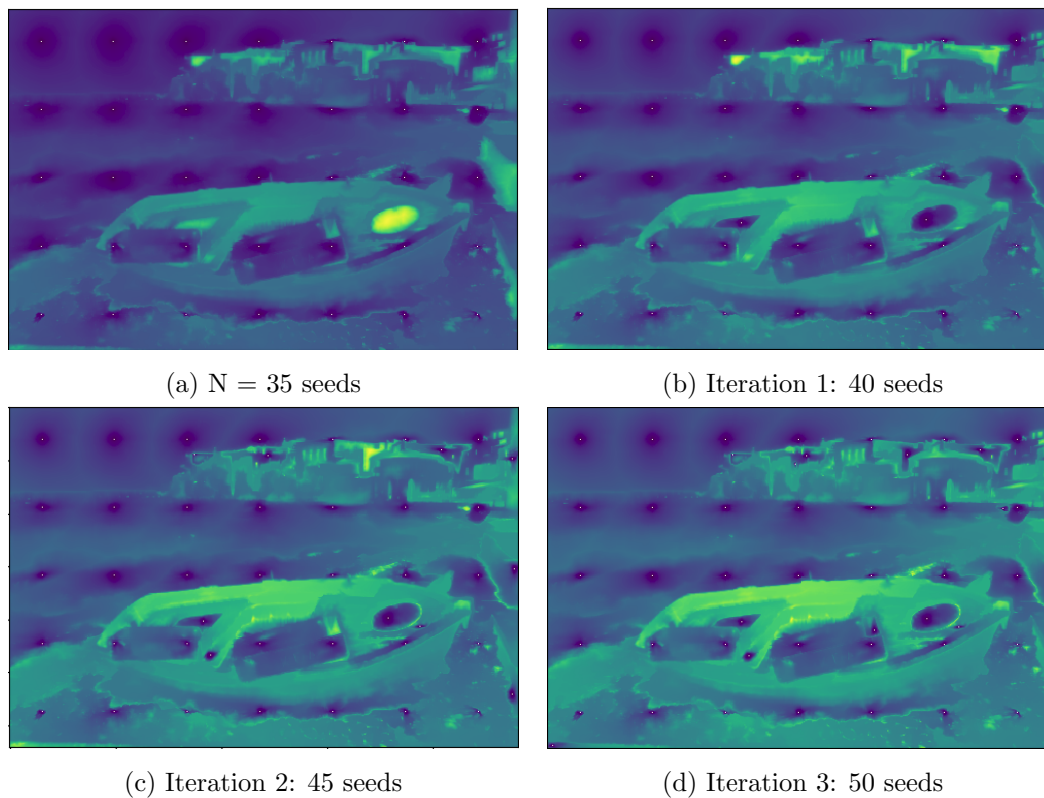 (a) N = 35 seeds
(b) Iteration 1: 40 seeds
(c) Iteration 2: 45 seeds
(d) Iteration 3: 50 seeds